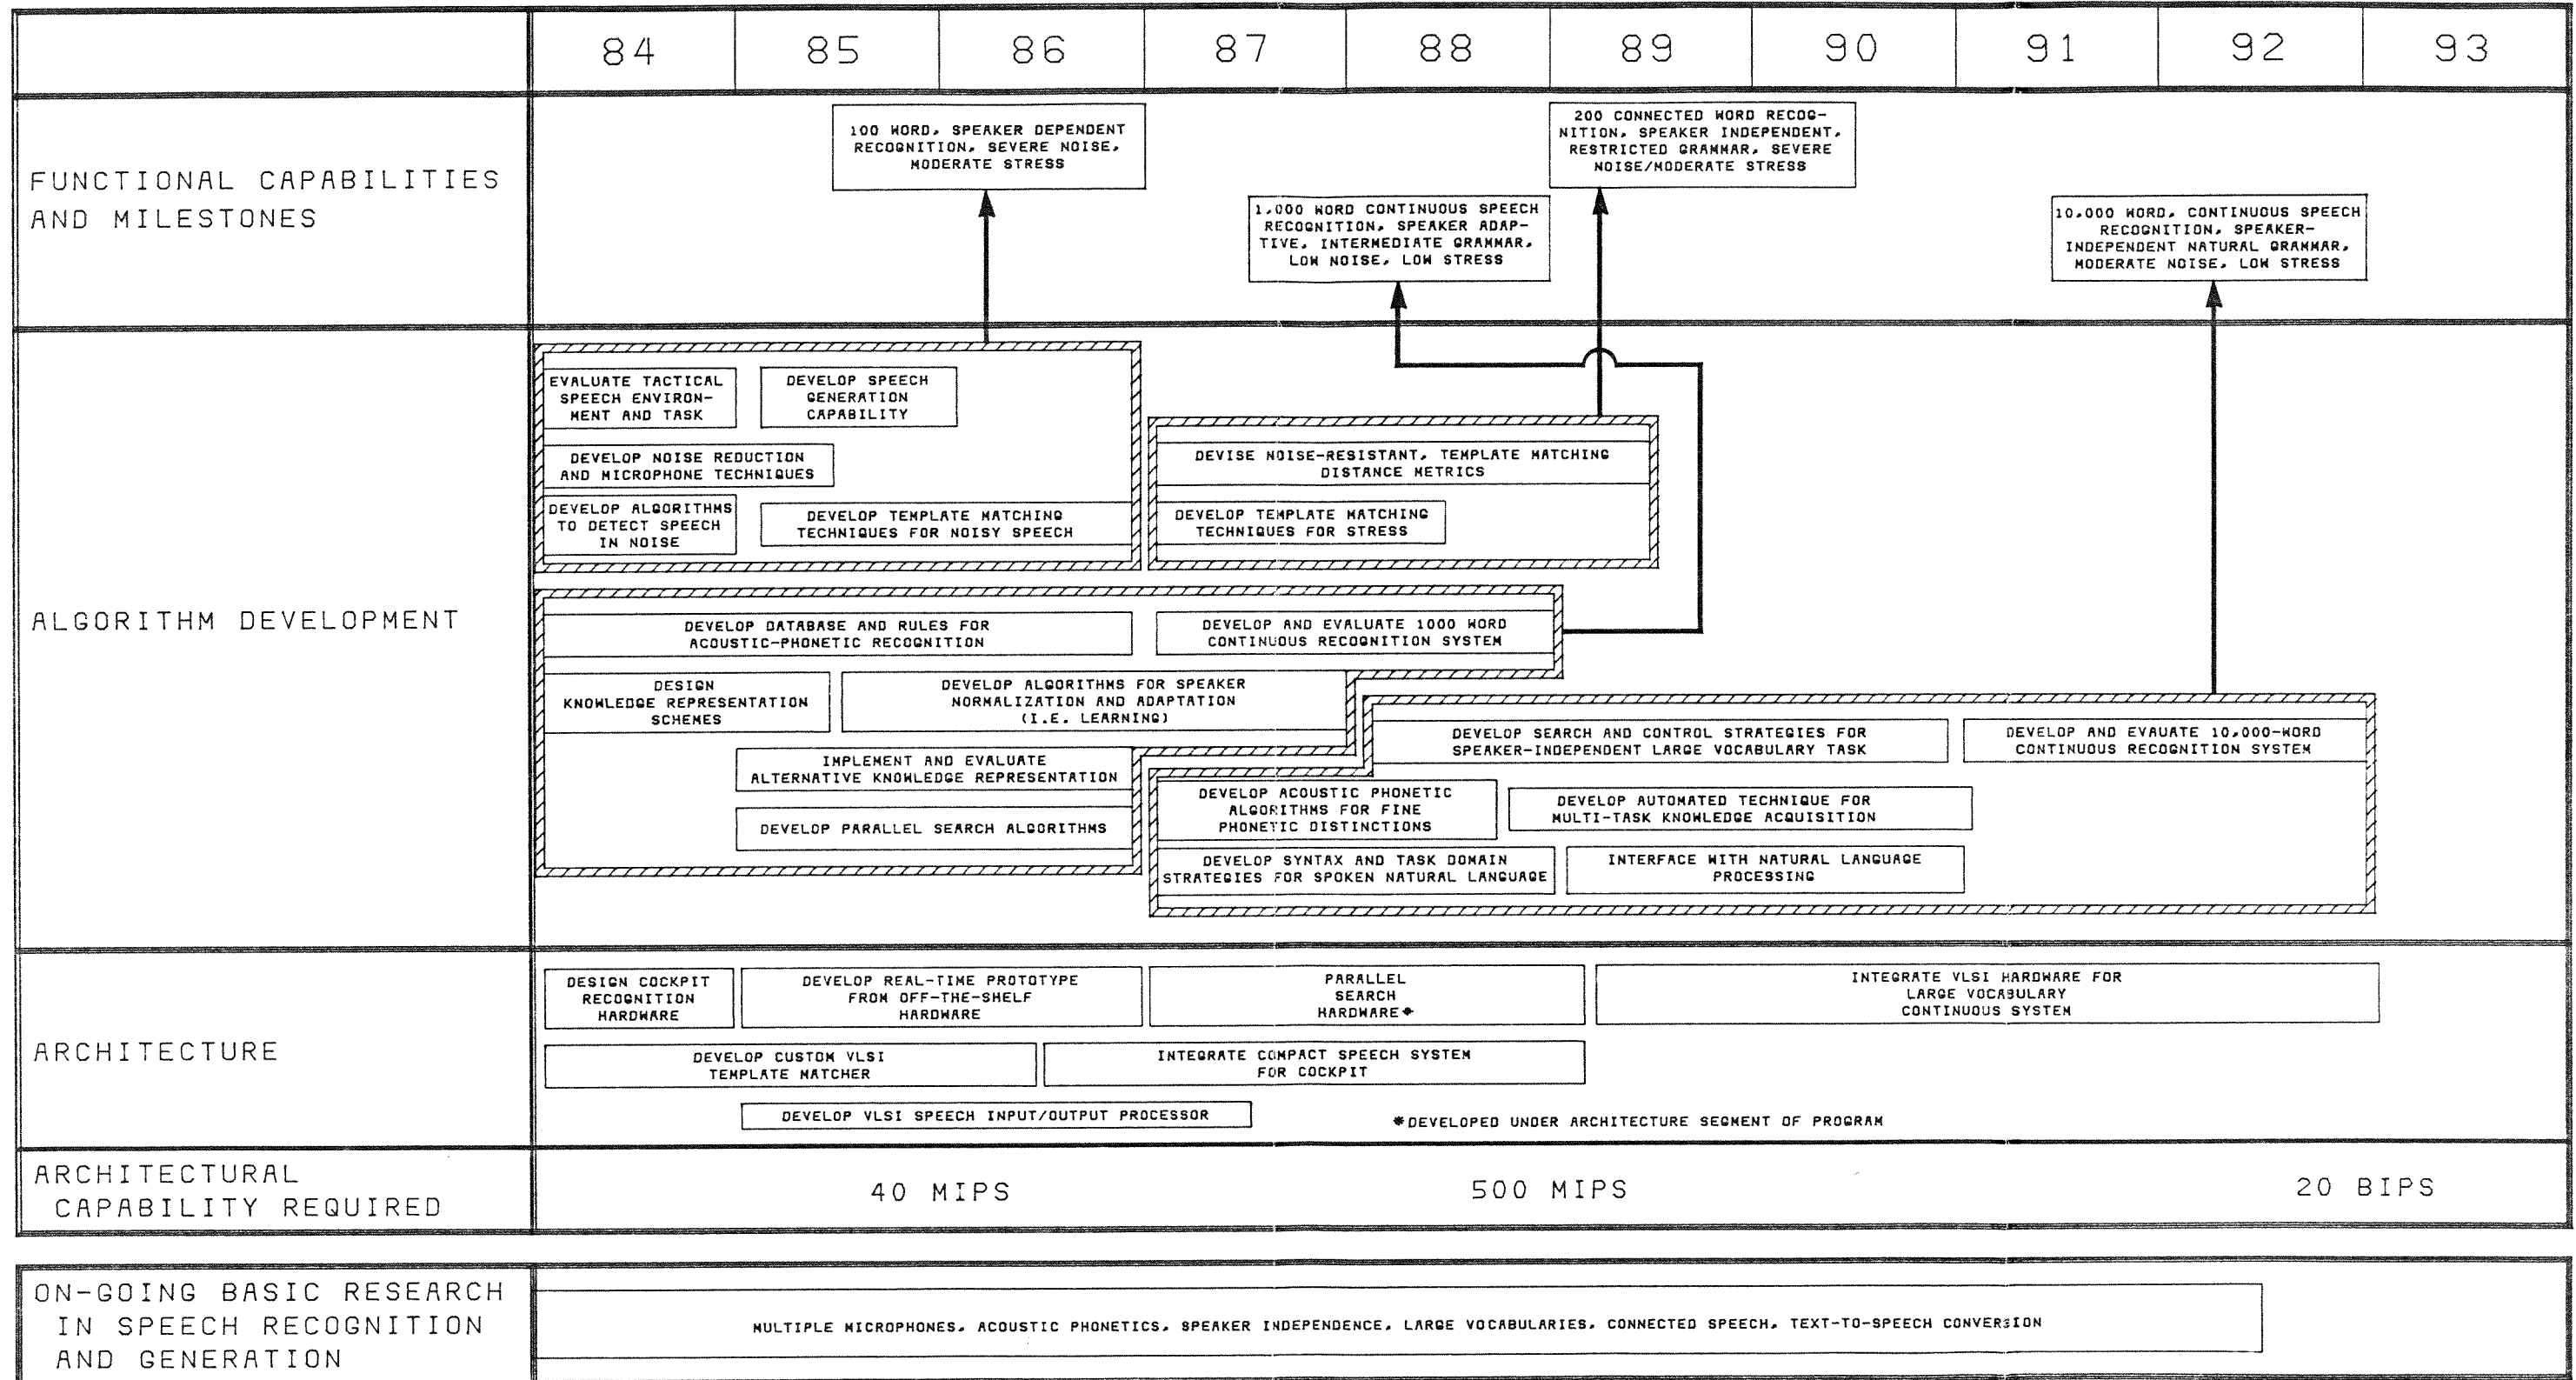 84 85 86 87 88 89 90 91 92 93
FUNCTIONAL CAPABILITIES
AND MILESTONES
100 WORD, SPEAKER DEPENDENT
RECOGNITION, SEVERE NOISE,
MODERATE STRESS
200 CONNECTED WORD RECOG-
NITION, SPEAKER INDEPENDENT,
RESTRICTED GRAMMAR, SEVERE
NOISE/MODERATE STRESS
1,000 WORD CONTINUOUS SPEECH
RECOGNITION, SPEAKER ADAP-
TIVE, INTERMEDIATE GRAMMAR,
LOW NOISE, LOW STRESS
10,000 WORD, CONTINUOUS SPEECH
RECOGNITION, SPEAKER-
INDEPENDENT NATURAL GRAMMAR,
MODERATE NOISE, LOW STRESS
ALGORITHM DEVELOPMENT
EVALUATE TACTICAL
SPEECH ENVIRON-
MENT AND TASK
DEVELOP SPEECH
GENERATION
CAPABILITY
DEVELOP NOISE REDUCTION
AND MICROPHONE TECHNIQUES
DEVELOP ALGORITHMS
TO DETECT SPEECH
IN NOISE
DEVELOP TEMPLATE MATCHING
TECHNIQUES FOR NOISY SPEECH
DEVISE NOISE-RESISTANT, TEMPLATE MATCHING
DISTANCE METRICS
DEVELOP TEMPLATE MATCHING
TECHNIQUES FOR STRESS
DEVELOP DATABASE AND RULES FOR
ACOUSTIC-PHONETIC RECOGNITION
DEVELOP AND EVALUATE 1000 WORD
CONTINUOUS RECOGNITION SYSTEM
DESIGN
KNOWLEDGE REPRESENTATION
SCHEMES
DEVELOP ALGORITHMS FOR SPEAKER
NORMALIZATION AND ADAPTATION
(I.E. LEARNING)
IMPLEMENT AND EVALUATE
ALTERNATIVE KNOWLEDGE REPRESENTATION
DEVELOP PARALLEL SEARCH ALGORITHMS
DEVELOP SEARCH AND CONTROL STRATEGIES FOR
SPEAKER-INDEPENDENT LARGE VOCABULARY TASK
DEVELOP AND EVAUATE 10,000-WORD
CONTINUOUS RECOGNITION SYSTEM
DEVELOP ACOUSTIC PHONETIC
ALGORITHMS FOR FINE
PHONETIC DISTINCTIONS
DEVELOP AUTOMATED TECHNIQUE FOR
MULTI-TASK KNOWLEDGE ACQUISITION
DEVELOP SYNTAX AND TASK DOMAIN
STRATEGIES FOR SPOKEN NATURAL LANGUAGE
INTERFACE WITH NATURAL LANGUAGE
PROCESSING
ARCHITECTURE
DESIGN COCKPIT
RECOGNITION
HARDWARE
DEVELOP REAL-TIME PROTOTYPE
FROM OFF-THE-SHELF
HARDWARE
PARALLEL
SEARCH
HARDWARE*
INTEGRATE VLSI HARDWARE FOR
LARGE VOCABULARY
CONTINUOUS SYSTEM
DEVELOP CUSTOM VLSI
TEMPLATE MATCHER
INTEGRATE COMPACT SPEECH SYSTEM
FOR COCKPIT
DEVELOP VLSI SPEECH INPUT/OUTPUT PROCESSOR
*DEVELOPED UNDER ARCHITECTURE SEGMENT OF PROGRAM
ARCHITECTURAL
CAPABILITY REQUIRED
40 MIPS 500 MIPS 20 BIPS
ON-GOING BASIC RESEARCH
IN SPEECH RECOGNITION
AND GENERATION
MULTIPLE MICROPHONES, ACOUSTIC PHONETICS, SPEAKER INDEPENDENCE, LARGE VOCABULARIES, CONNECTED SPEECH, TEXT-TO-SPEECH CONVERSION